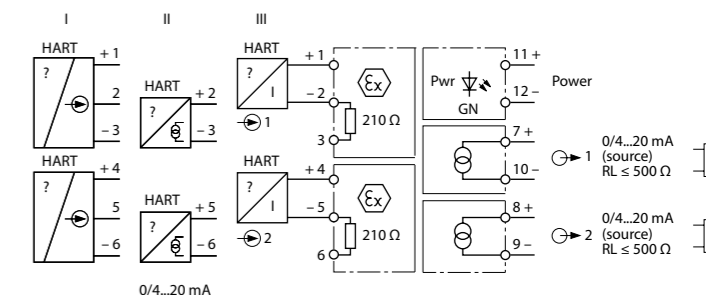 I II III
HART
?
+ 1
2
– 3
HART
?
+ 2
– 3
HART
?
I
+ 1
– 2
3
1
Ex
210 Ω
Pwr
GN
11 +
12 –
Power
7 +
10 –
1
0/4...20 mA
(source)
RL ≤ 500 Ω
HART
?
+ 4
5
– 6
HART
?
+ 5
– 6
0/4...20 mA
HART
?
I
+ 4
– 5
6
2
Ex
210 Ω
8 +
9 –
2
0/4...20 mA
(source)
RL ≤ 500 Ω